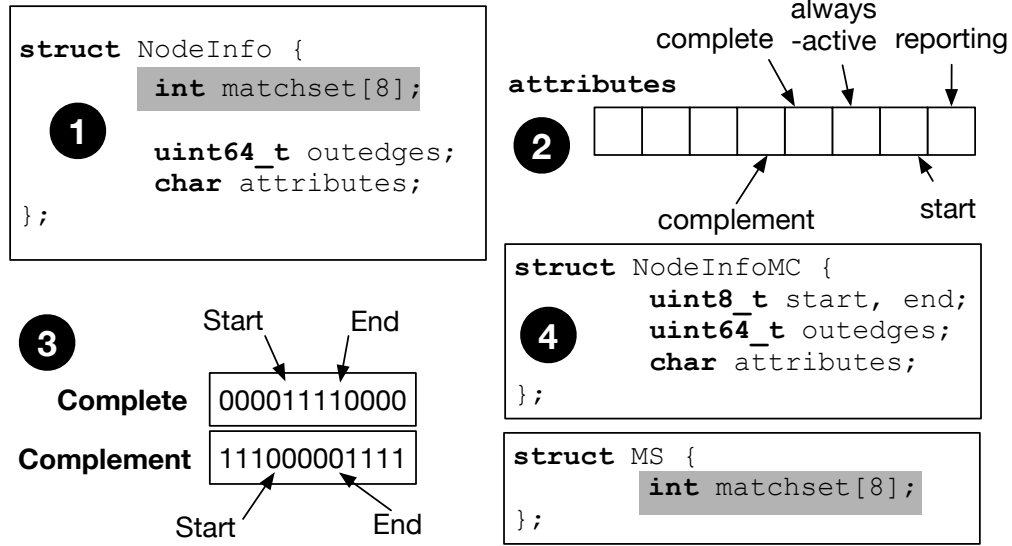 struct NodeInfo {
int matchset[8];
1
uint64_t outedges;
char attributes;
};
always
complete -active reporting
attributes
2
complement
start
3
Start End
Complete 000011110000
Complement 111000001111
Start End
struct NodeInfoMC {
uint8_t start, end;
4
uint64_t outedges;
char attributes;
};
struct MS {
int matchset[8];
};